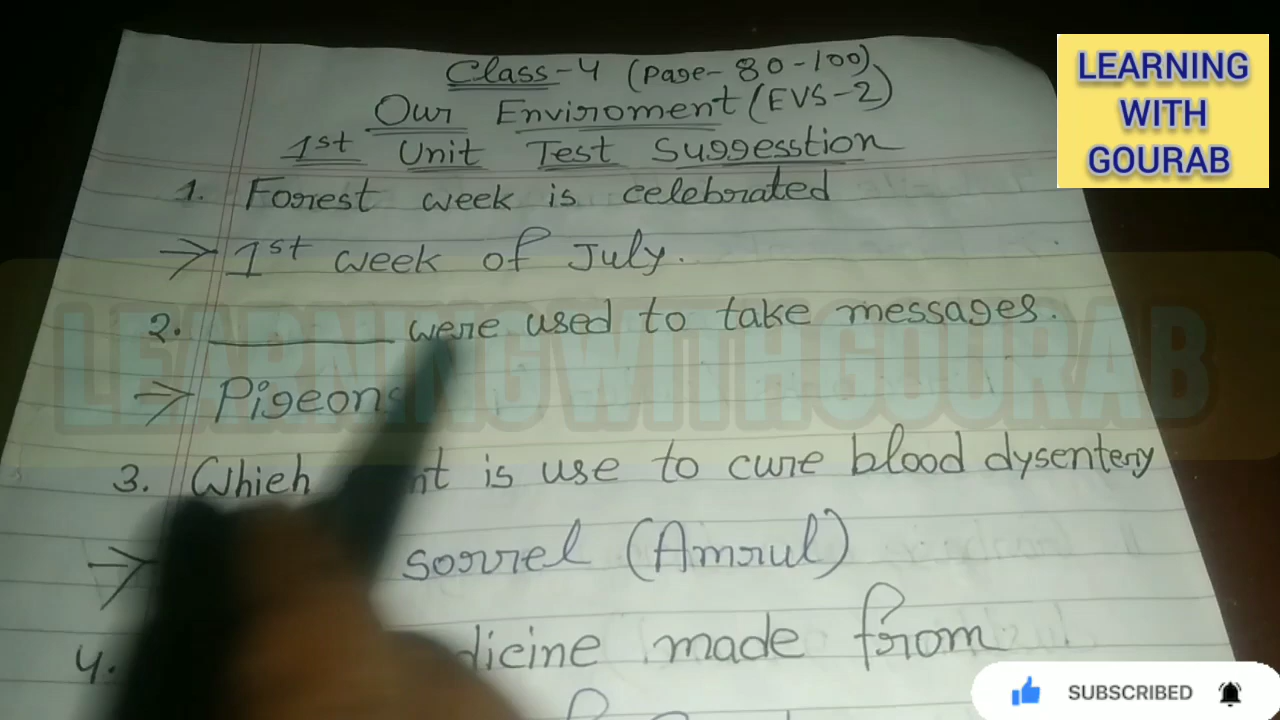 Class-4 (Page- 80-100)
Our Enviroment (EVS-2)
1st Unit Test Suggesstion
1. Forest week is celebrated
→ 1st week of July.
2. ________ were used to take messages.
→ Pigeons
3. Which is use to cure blood dysentery
→ sorrel (Amrul)
4. made from
LEARNING
WITH
GOURAB
LEARNINGWITHGOURAB
SUBSCRIBED